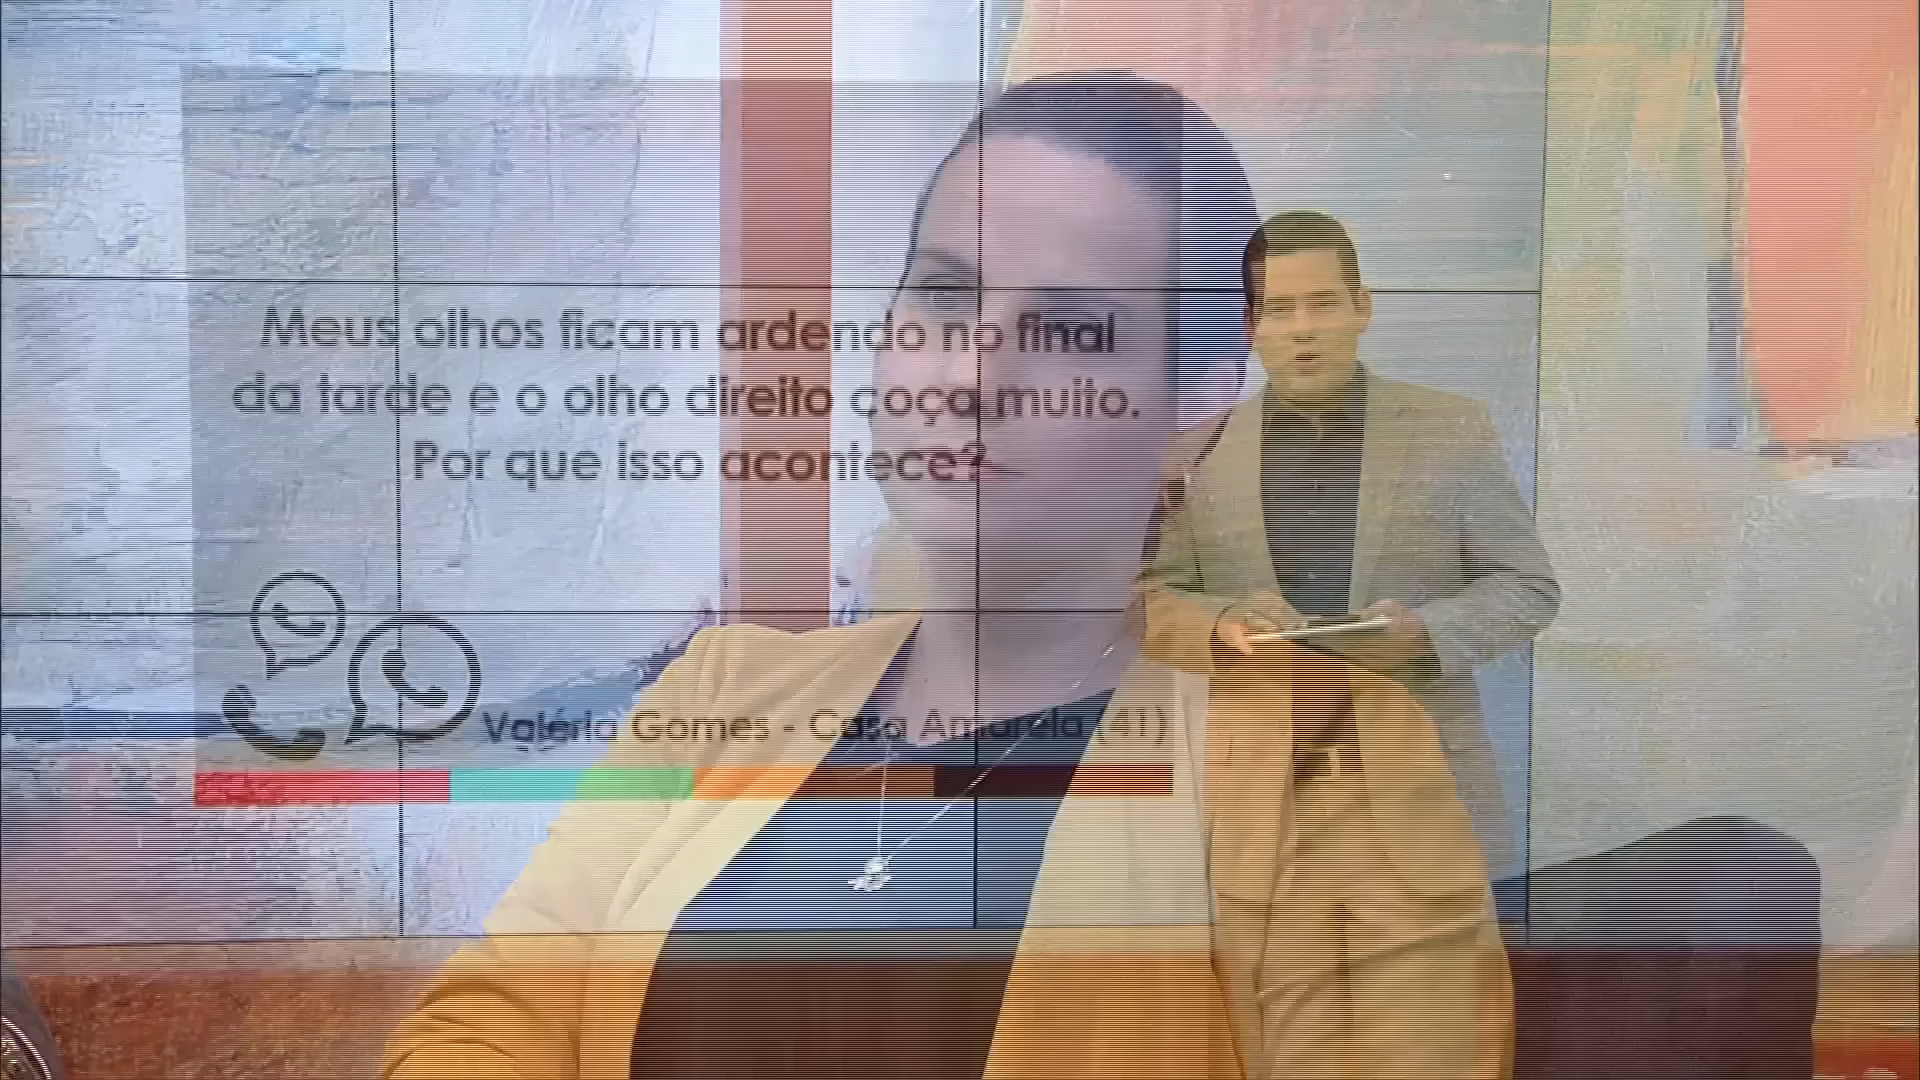 Meus olhos ficam ardendo no final
da tarde e o olho direito coça muito.
Por que isso acontece?
Valéria Gomes - Casa Amarela (41)